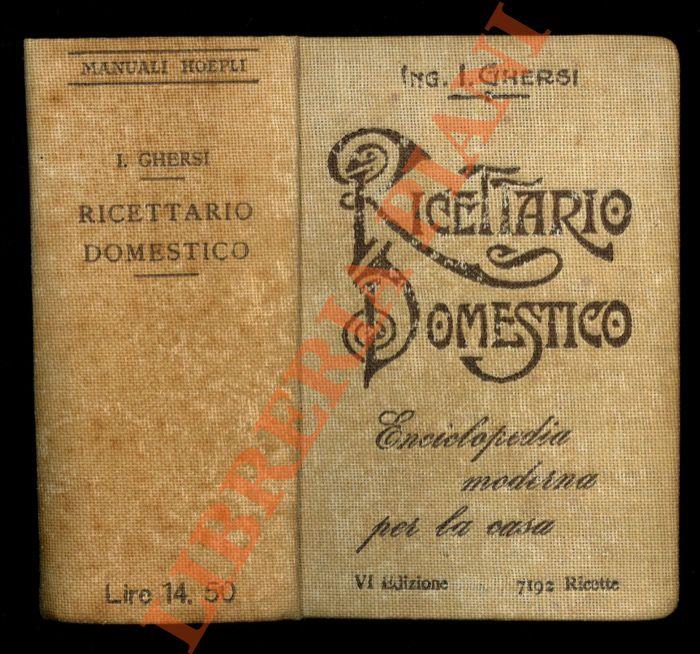 MANUALI HOEPLI
I. GHERSI
RICETTARIO
DOMESTICO
Lire 14. 50
ING. I. GHERSI
RICETTARIO
DOMESTICO
Enciclopedia
moderna
per la casa
VI Edizione 7192 Ricette
LIBRERIA PIANI